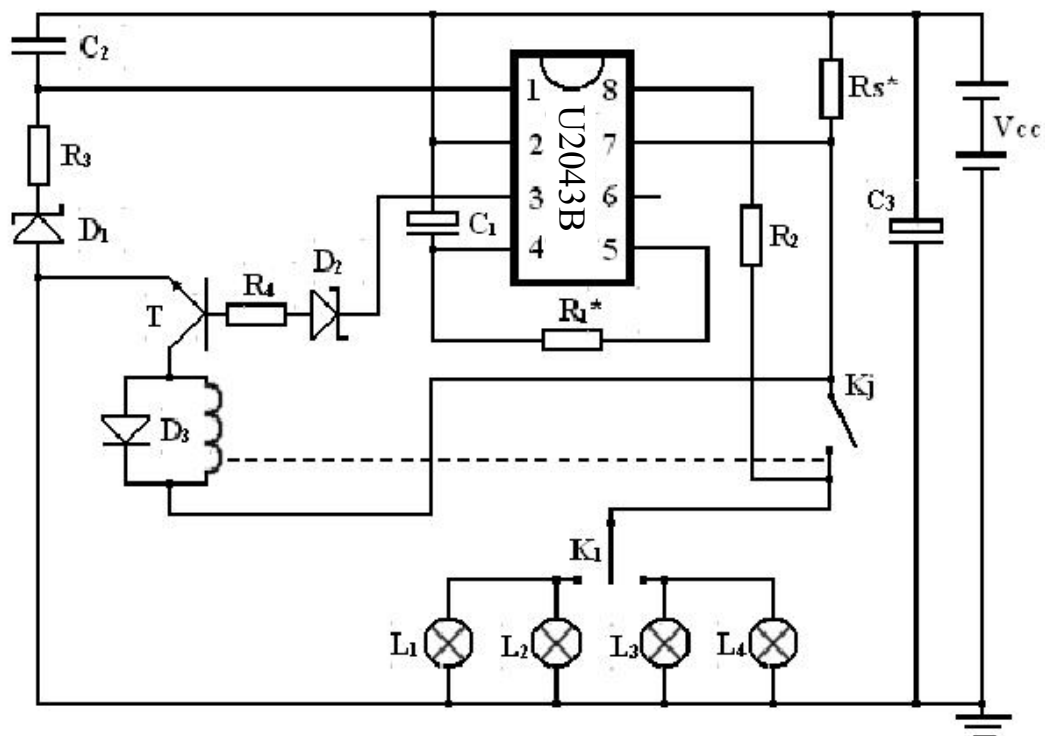 C₂
1 8
Rs*
Vcc
R₃
2 7
U2043B
3 6
C₁
C₃
D₁
R₂
4 5
D₂
R₄
R₁*
T
Kj
D₃
K₁
L₁ L₂ L₃ L₄